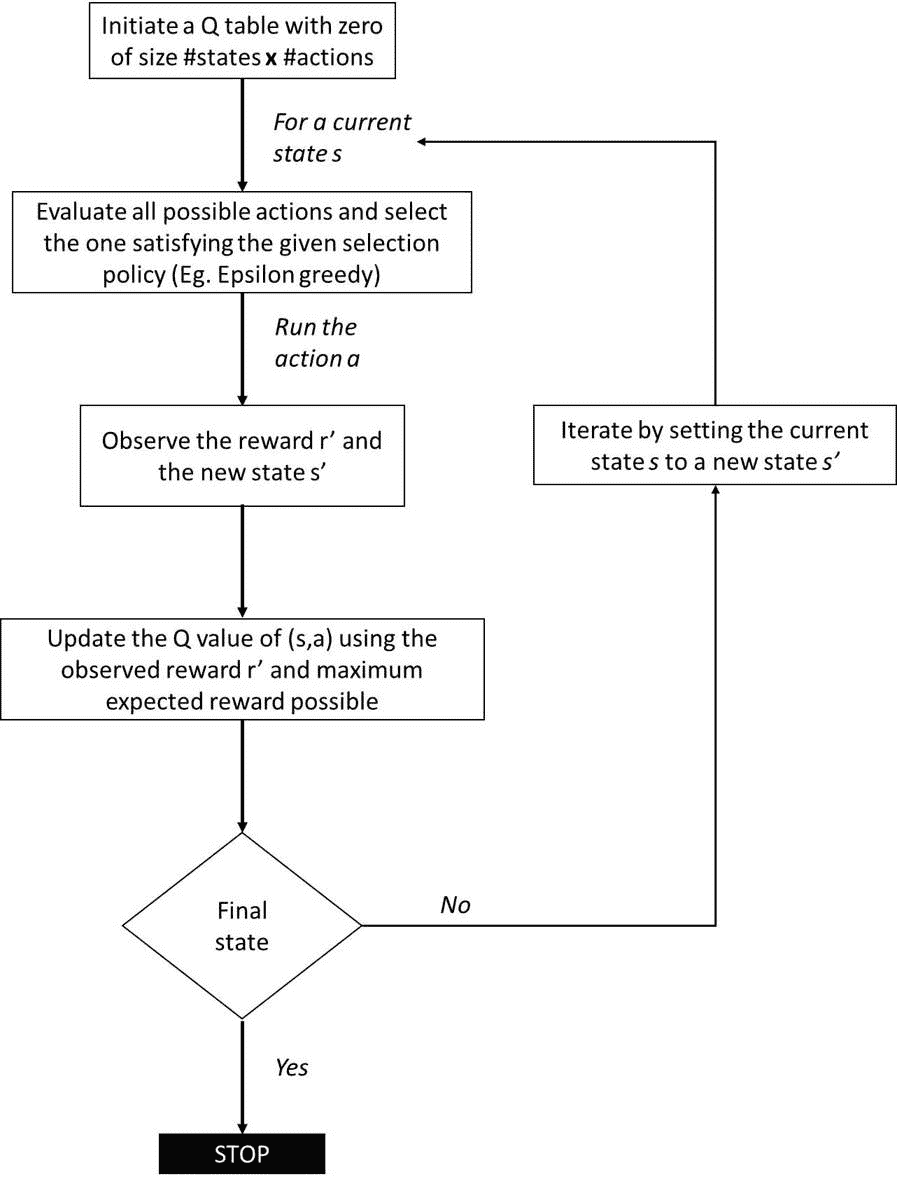 Initiate a Q table with zero
of size #states x #actions
For a current
state s
Evaluate all possible actions and select
the one satisfying the given selection
policy (Eg. Epsilon greedy)
Run the
action a
Observe the reward r’ and
the new state s’
Iterate by setting the current
state s to a new state s’
Update the Q value of (s,a) using the
observed reward r’ and maximum
expected reward possible
Final
state
No
Yes
STOP